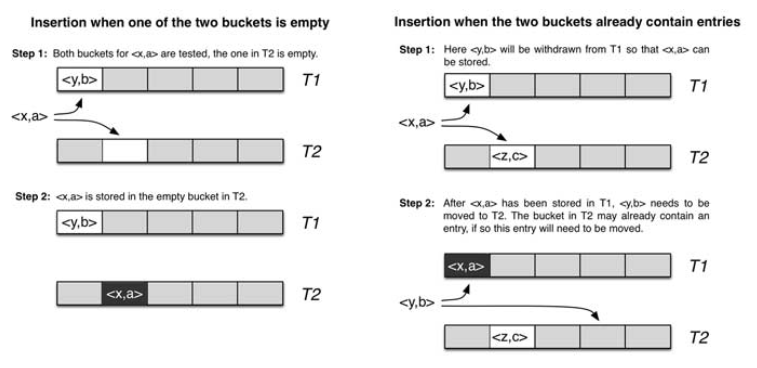 Insertion when one of the two buckets is empty
Step 1: Both buckets for <x,a> are tested, the one in T2 is empty.
<y,b>
T1
<x,a>
T2
Step 2: <x,a> is stored in the empty bucket in T2.
<y,b>
T1
<x,a>
T2
Insertion when the two buckets already contain entries
Step 1: Here <y,b> will be withdrawn from T1 so that <x,a> can
be stored.
<y,b>
T1
<x,a>
<z,c>
T2
Step 2: After <x,a> has been stored in T1, <y,b> needs to be
moved to T2. The bucket in T2 may already contain an
entry, if so this entry will need to be moved.
<x,a>
T1
<y,b>
<z,c>
T2